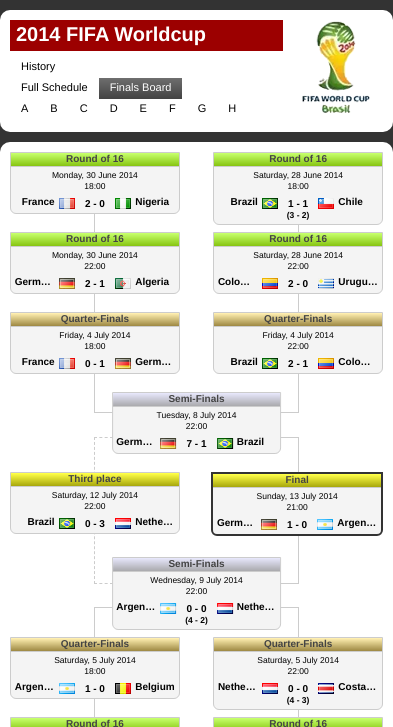 2014 FIFA Worldcup
2014
FIFA WORLD CUP
Brasil
History
Full Schedule Finals Board
A B C D E F G H
Round of 16 Round of 16
Monday, 30 June 2014 Saturday, 28 June 2014
18:00 18:00
France 2 - 0 Nigeria Brazil 1 - 1 Chile
(3 - 2)
Round of 16 Round of 16
Monday, 30 June 2014 Saturday, 28 June 2014
22:00 22:00
Germ... 2 - 1 Algeria Colo... 2 - 0 Urugu...
Quarter-Finals Quarter-Finals
Friday, 4 July 2014 Friday, 4 July 2014
18:00 22:00
France 0 - 1 Germ... Brazil 2 - 1 Colo...
Semi-Finals
Tuesday, 8 July 2014
22:00
Germ... 7 - 1 Brazil
Third place Final
Saturday, 12 July 2014 Sunday, 13 July 2014
22:00 21:00
Brazil 0 - 3 Nethe... Germ... 1 - 0 Argen...
Semi-Finals
Wednesday, 9 July 2014
22:00
Argen... 0 - 0 Nethe...
(4 - 2)
Quarter-Finals Quarter-Finals
Saturday, 5 July 2014 Saturday, 5 July 2014
18:00 22:00
Argen... 1 - 0 Belgium Nethe... 0 - 0 Costa...
(4 - 3)
Round of 16 Round of 16